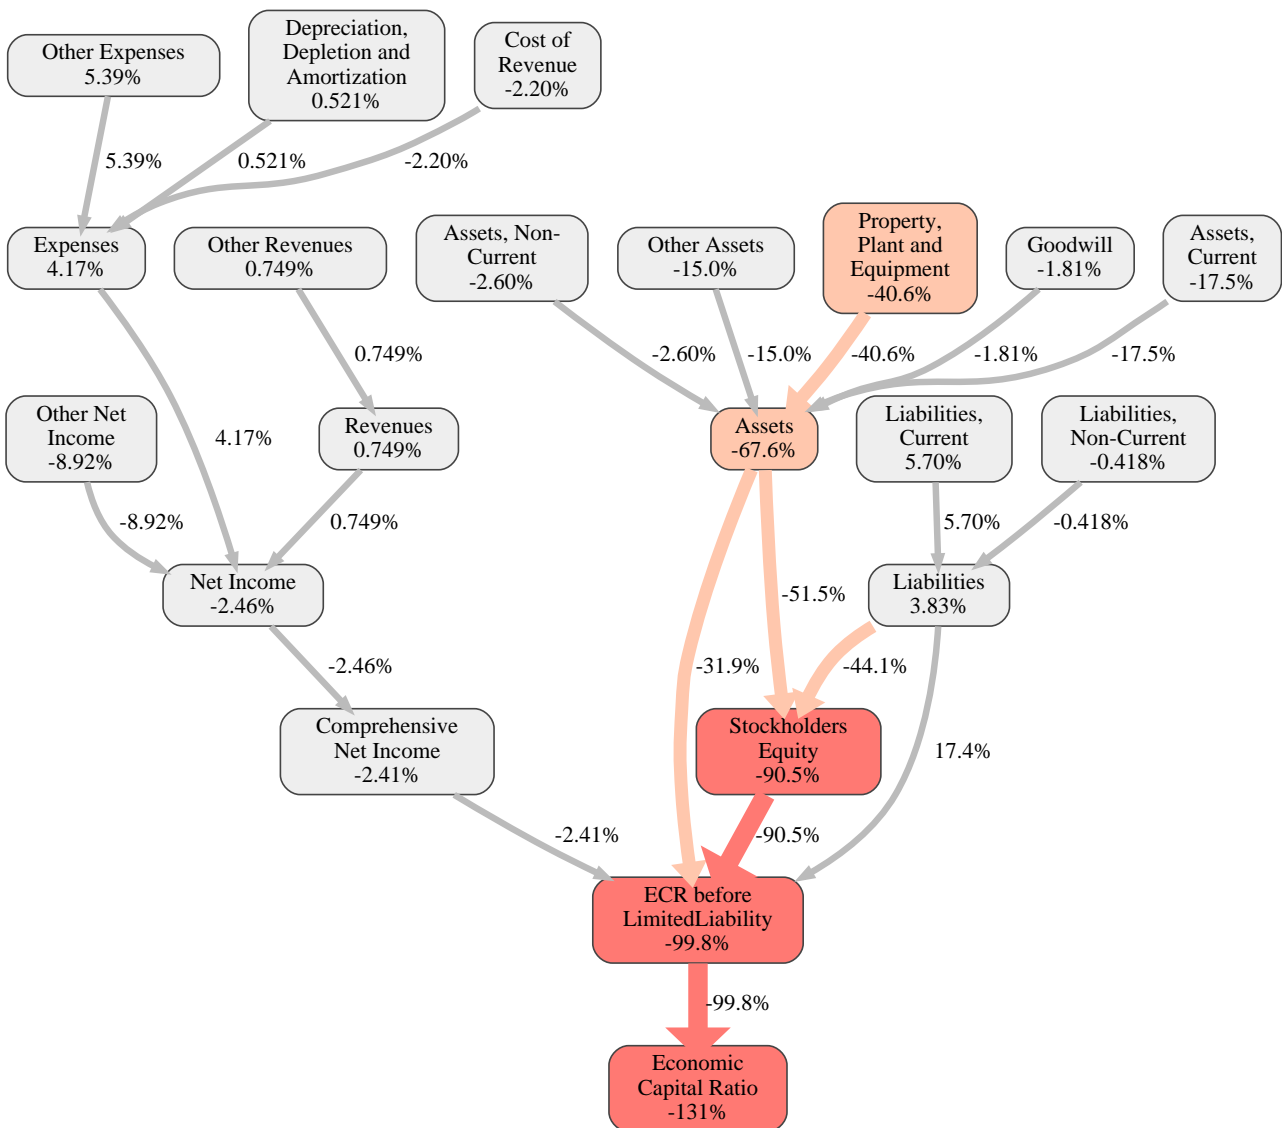 Other Expenses
5.39%
Depreciation,
Depletion and
Amortization
0.521%
Cost of
Revenue
-2.20%
5.39%
0.521%
-2.20%
Expenses
4.17%
Other Revenues
0.749%
Assets, Non-
Current
-2.60%
Other Assets
-15.0%
Property,
Plant and
Equipment
-40.6%
Goodwill
-1.81%
Assets,
Current
-17.5%
0.749%
-2.60%
-15.0%
-40.6%
-1.81%
-17.5%
Other Net
Income
-8.92%
4.17%
Revenues
0.749%
Assets
-67.6%
Liabilities,
Current
5.70%
Liabilities,
Non-Current
-0.418%
-8.92%
0.749%
5.70%
-0.418%
Net Income
-2.46%
-51.5%
Liabilities
3.83%
-2.46%
-31.9%
-44.1%
Comprehensive
Net Income
-2.41%
Stockholders
Equity
-90.5%
17.4%
-2.41%
-90.5%
ECR before
LimitedLiability
-99.8%
-99.8%
Economic
Capital Ratio
-131%